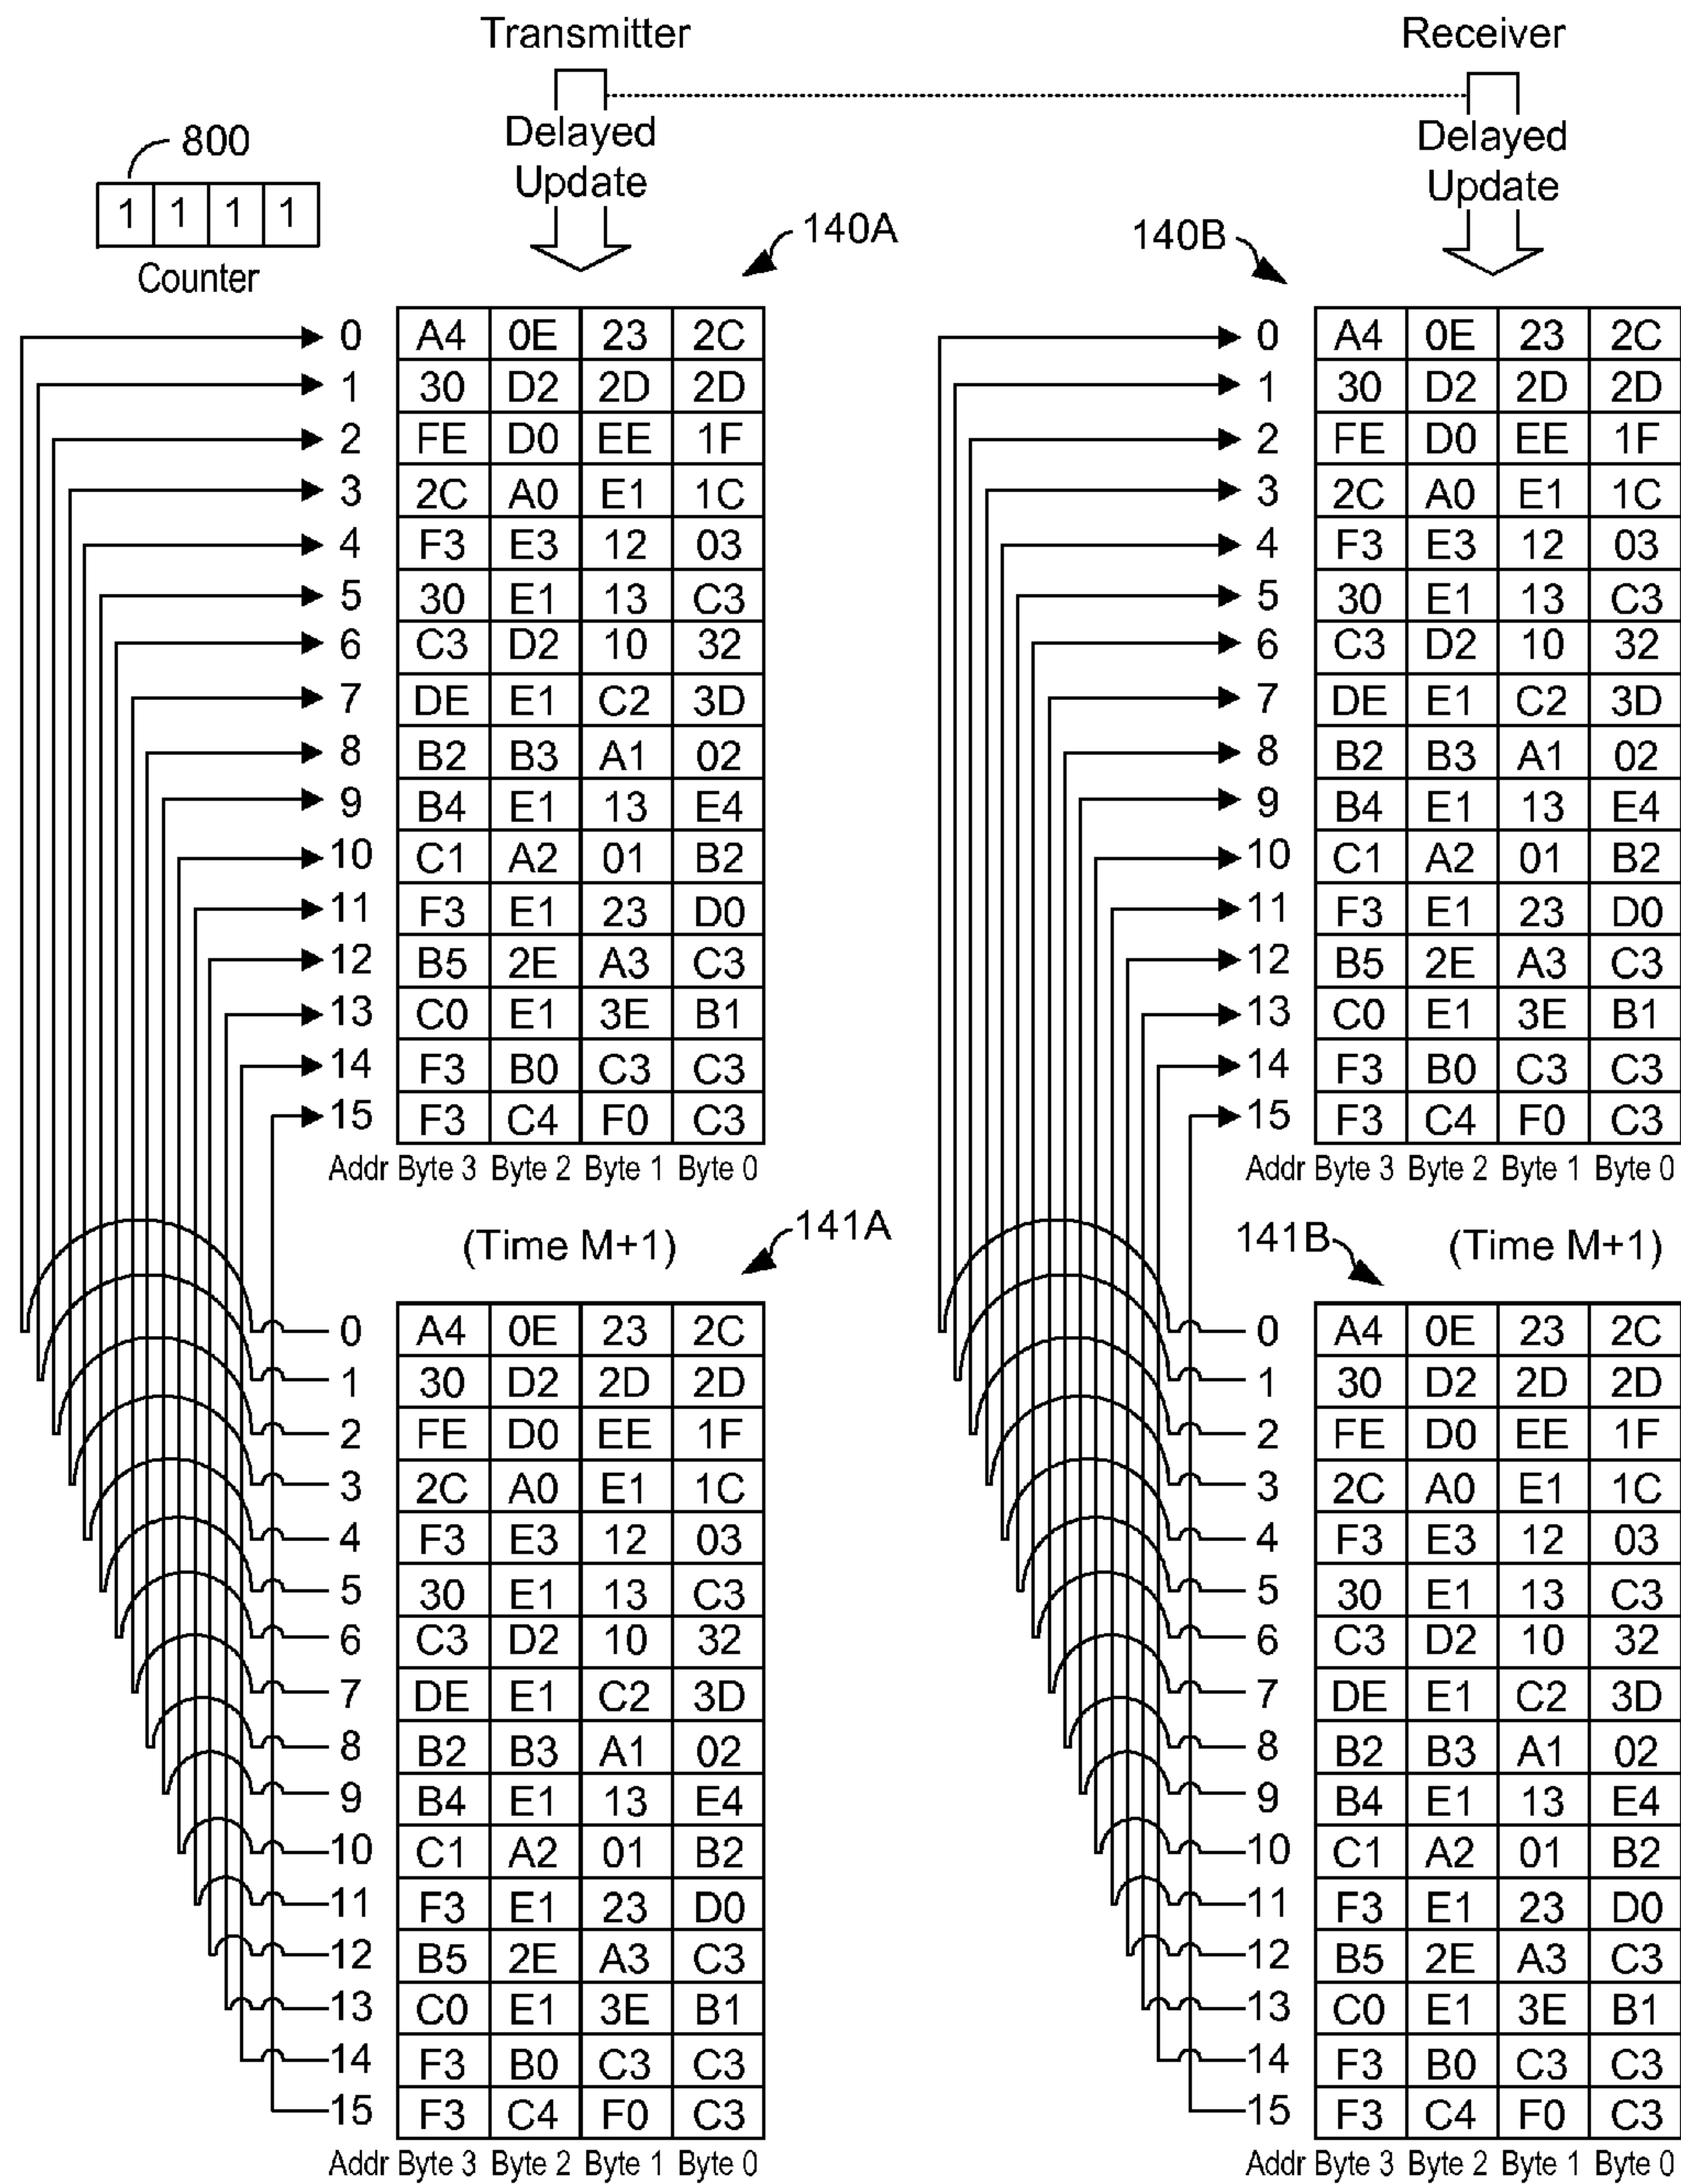 Transmitter Receiver
Delayed Update Delayed Update
800
1 1 1 1
Counter
140A 140B
0 A4 0E 23 2C 0 A4 0E 23 2C
1 30 D2 2D 2D 1 30 D2 2D 2D
2 FE D0 EE 1F 2 FE D0 EE 1F
3 2C A0 E1 1C 3 2C A0 E1 1C
4 F3 E3 12 03 4 F3 E3 12 03
5 30 E1 13 C3 5 30 E1 13 C3
6 C3 D2 10 32 6 C3 D2 10 32
7 DE E1 C2 3D 7 DE E1 C2 3D
8 B2 B3 A1 02 8 B2 B3 A1 02
9 B4 E1 13 E4 9 B4 E1 13 E4
10 C1 A2 01 B2 10 C1 A2 01 B2
11 F3 E1 23 D0 11 F3 E1 23 D0
12 B5 2E A3 C3 12 B5 2E A3 C3
13 C0 E1 3E B1 13 C0 E1 3E B1
14 F3 B0 C3 C3 14 F3 B0 C3 C3
15 F3 C4 F0 C3 15 F3 C4 F0 C3
Addr Byte 3 Byte 2 Byte 1 Byte 0 Addr Byte 3 Byte 2 Byte 1 Byte 0
(Time M+1) 141A 141B (Time M+1)
0 A4 0E 23 2C 0 A4 0E 23 2C
1 30 D2 2D 2D 1 30 D2 2D 2D
2 FE D0 EE 1F 2 FE D0 EE 1F
3 2C A0 E1 1C 3 2C A0 E1 1C
4 F3 E3 12 03 4 F3 E3 12 03
5 30 E1 13 C3 5 30 E1 13 C3
6 C3 D2 10 32 6 C3 D2 10 32
7 DE E1 C2 3D 7 DE E1 C2 3D
8 B2 B3 A1 02 8 B2 B3 A1 02
9 B4 E1 13 E4 9 B4 E1 13 E4
10 C1 A2 01 B2 10 C1 A2 01 B2
11 F3 E1 23 D0 11 F3 E1 23 D0
12 B5 2E A3 C3 12 B5 2E A3 C3
13 C0 E1 3E B1 13 C0 E1 3E B1
14 F3 B0 C3 C3 14 F3 B0 C3 C3
15 F3 C4 F0 C3 15 F3 C4 F0 C3
Addr Byte 3 Byte 2 Byte 1 Byte 0 Addr Byte 3 Byte 2 Byte 1 Byte 0